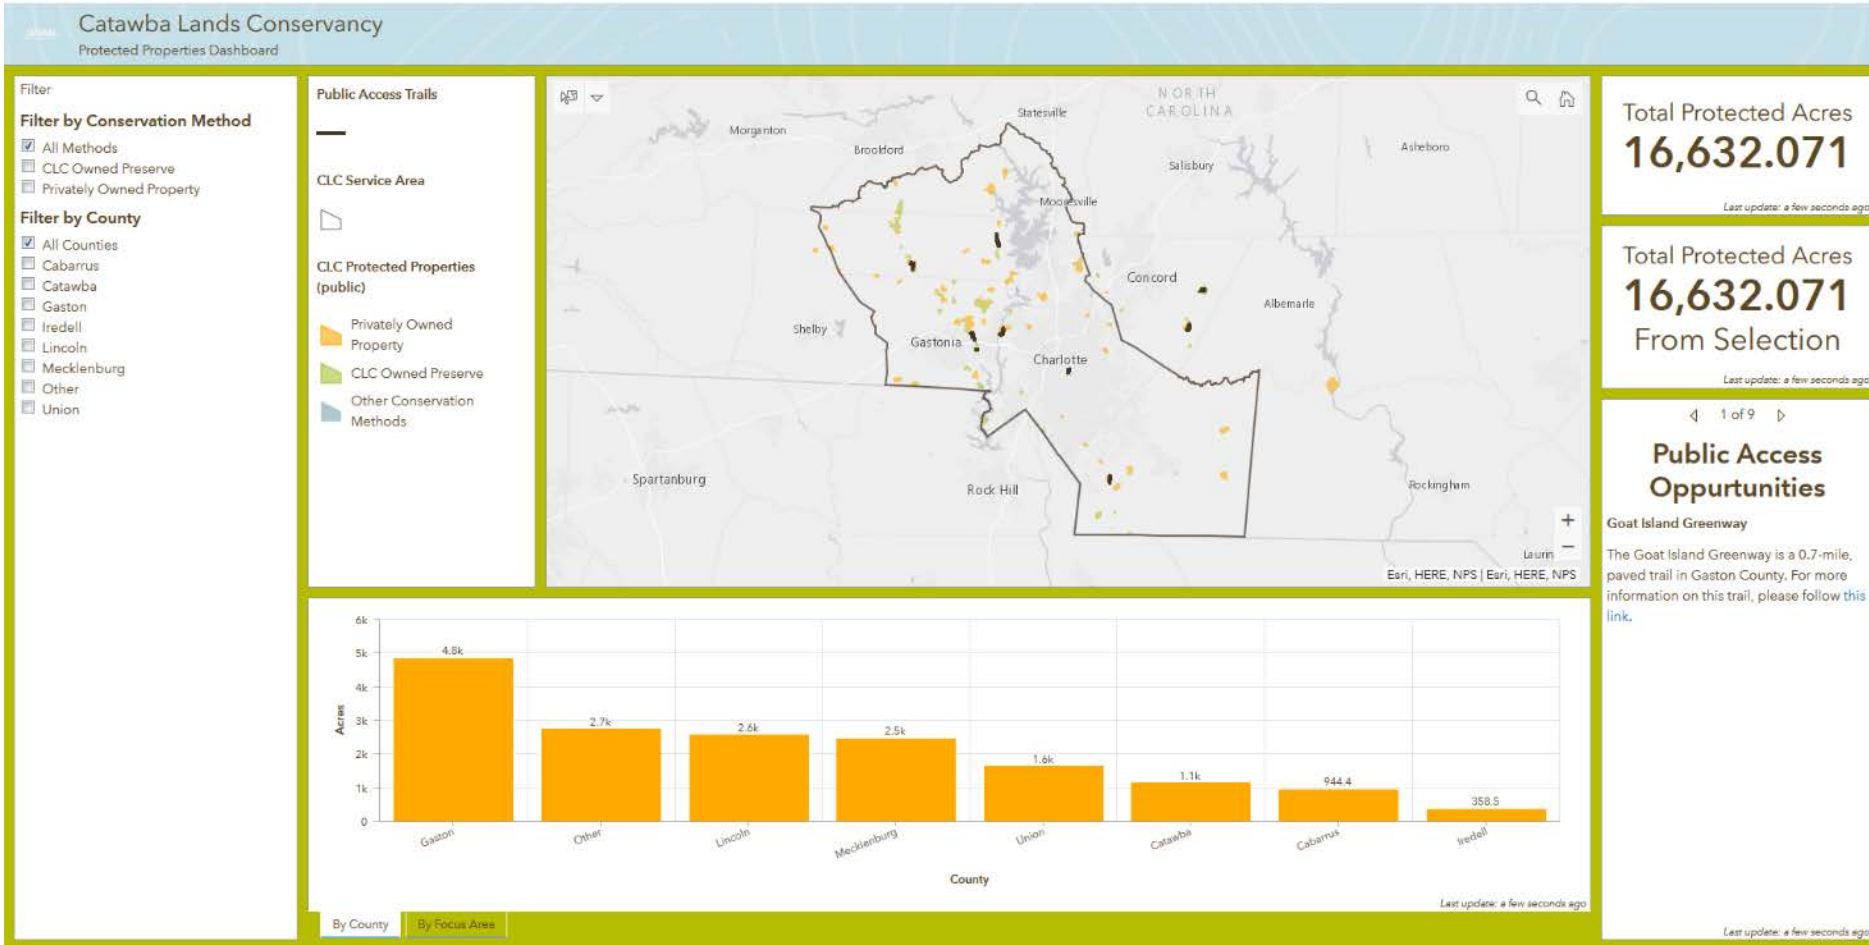 Catawba Lands Conservancy
Protected Properties Dashboard
Filter
Filter by Conservation Method
All Methods
CLC Owned Preserve
Privately Owned Property
Filter by County
All Counties
Cabarrus
Catawba
Gaston
Iredell
Lincoln
Mecklenburg
Other
Union
Public Access Trails
CLC Service Area
CLC Protected Properties
(public)
Privately Owned
Property
CLC Owned Preserve
Other Conservation
Methods
NORTH
CAROLINA
Statesville
Morganton
Brookford
Salisbury
Asheboro
Mooresville
Concord
Albemarle
Shelby
Gastonia
Charlotte
Spartanburg
Rock Hill
Rockingham
+
Laurin
−
Esri, HERE, NPS | Esri, HERE, NPS
Total Protected Acres
16,632.071
Last update: a few seconds ago
Total Protected Acres
16,632.071
From Selection
Last update: a few seconds ago
1 of 9
Public Access
Oppurtunities
Goat Island Greenway
The Goat Island Greenway is a 0.7-mile,
paved trail in Gaston County. For more
information on this trail, please follow this
link.
Last update: a few seconds ago
6k
5k
4k
3k
2k
1k
0
Acres
4.8k
2.7k
2.6k
2.5k
1.6k
1.1k
944.4
358.5
Gaston
Other
Lincoln
Mecklenburg
Union
Catawba
Cabarrus
Iredell
County
Last update: a few seconds ago
By County
By Focus Area